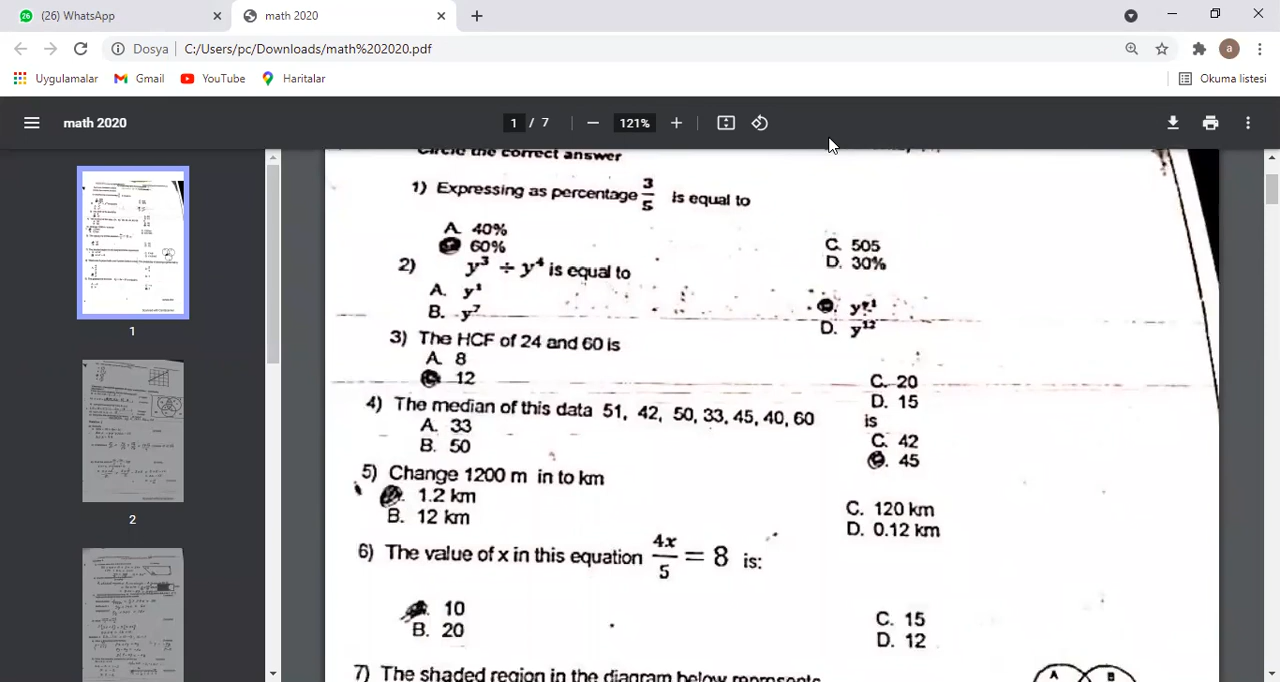 (26) WhatsApp
math 2020
Dosya
C:/Users/pc/Downloads/math%202020.pdf
a
Uygulamalar
Gmail
YouTube
Haritalar
Okuma listesi
math 2020
1 / 7
121%
Circle the correct answer
1) Expressing as percentage 3/5 is equal to
A. 40%
60%
C. 505
D. 30%
2) y³ ÷ y⁴ is equal to
A. y¹
B. y⁷
D. y¹²
3) The HCF of 24 and 60 is
A. 8
12
C. 20
D. 15
4) The median of this data 51, 42, 50, 33, 45, 40, 60 is
A. 33
B. 50
C. 42
45
5) Change 1200 m in to km
1.2 km
B. 12 km
C. 120 km
D. 0.12 km
6) The value of x in this equation 4x/5 = 8 is:
10
B. 20
C. 15
D. 12
7) The shaded region in the diagram below represents
A B
1
2